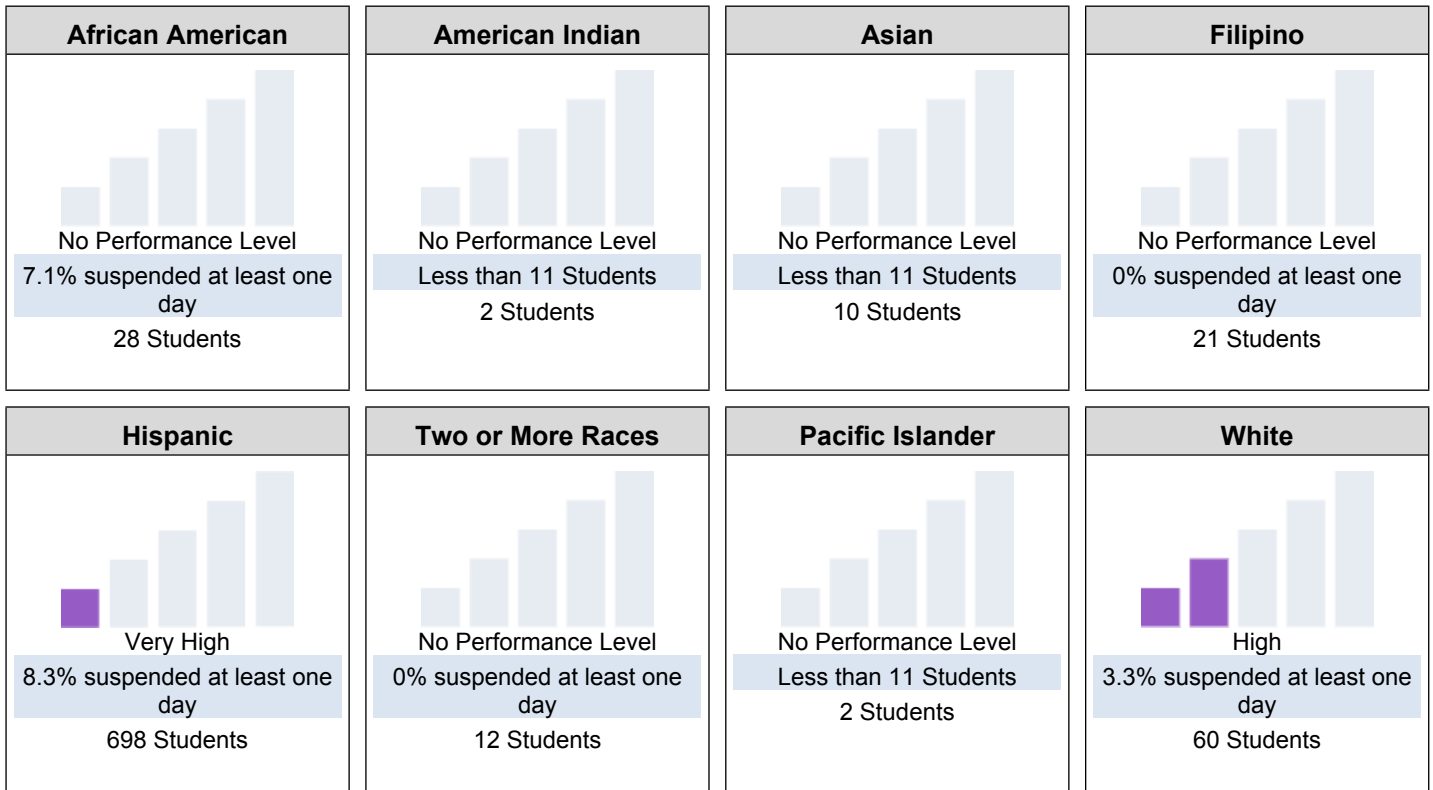 African American
No Performance Level
7.1% suspended at least one
day
28 Students
American Indian
No Performance Level
Less than 11 Students
2 Students
Asian
No Performance Level
Less than 11 Students
10 Students
Filipino
No Performance Level
0% suspended at least one
day
21 Students
Hispanic
Very High
8.3% suspended at least one
day
698 Students
Two or More Races
No Performance Level
0% suspended at least one
day
12 Students
Pacific Islander
No Performance Level
Less than 11 Students
2 Students
White
High
3.3% suspended at least one
day
60 Students